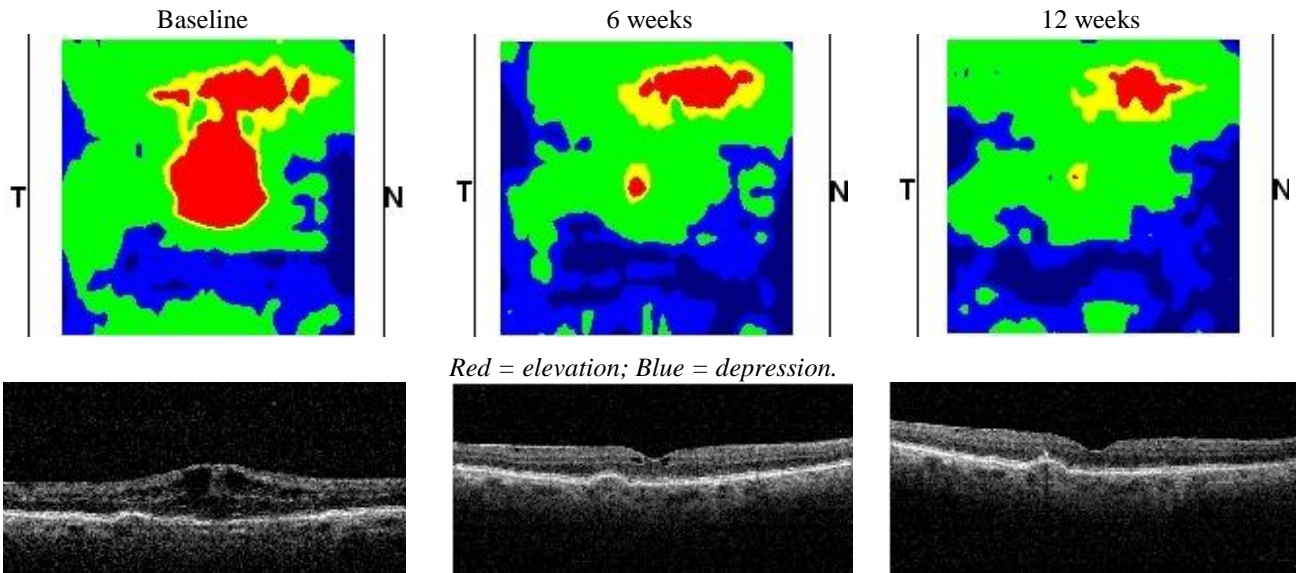 Baseline 6 weeks 12 weeks
T N T N T N
Red = elevation; Blue = depression.